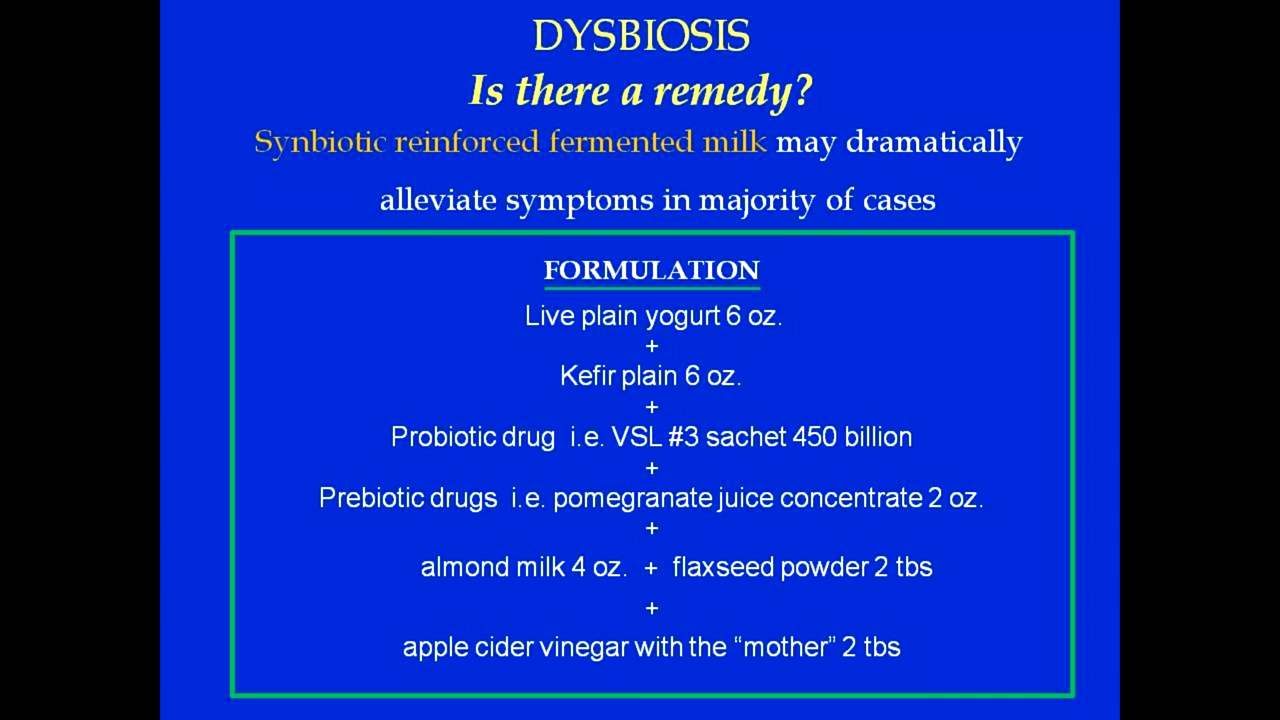 DYSBIOSIS
Is there a remedy?
Synbiotic reinforced fermented milk may dramatically
alleviate symptoms in majority of cases
FORMULATION
Live plain yogurt 6 oz.
+
Kefir plain 6 oz.
+
Probiotic drug i.e. VSL #3 sachet 450 billion
+
Prebiotic drugs i.e. pomegranate juice concentrate 2 oz.
+
almond milk 4 oz. + flaxseed powder 2 tbs
+
apple cider vinegar with the “mother” 2 tbs